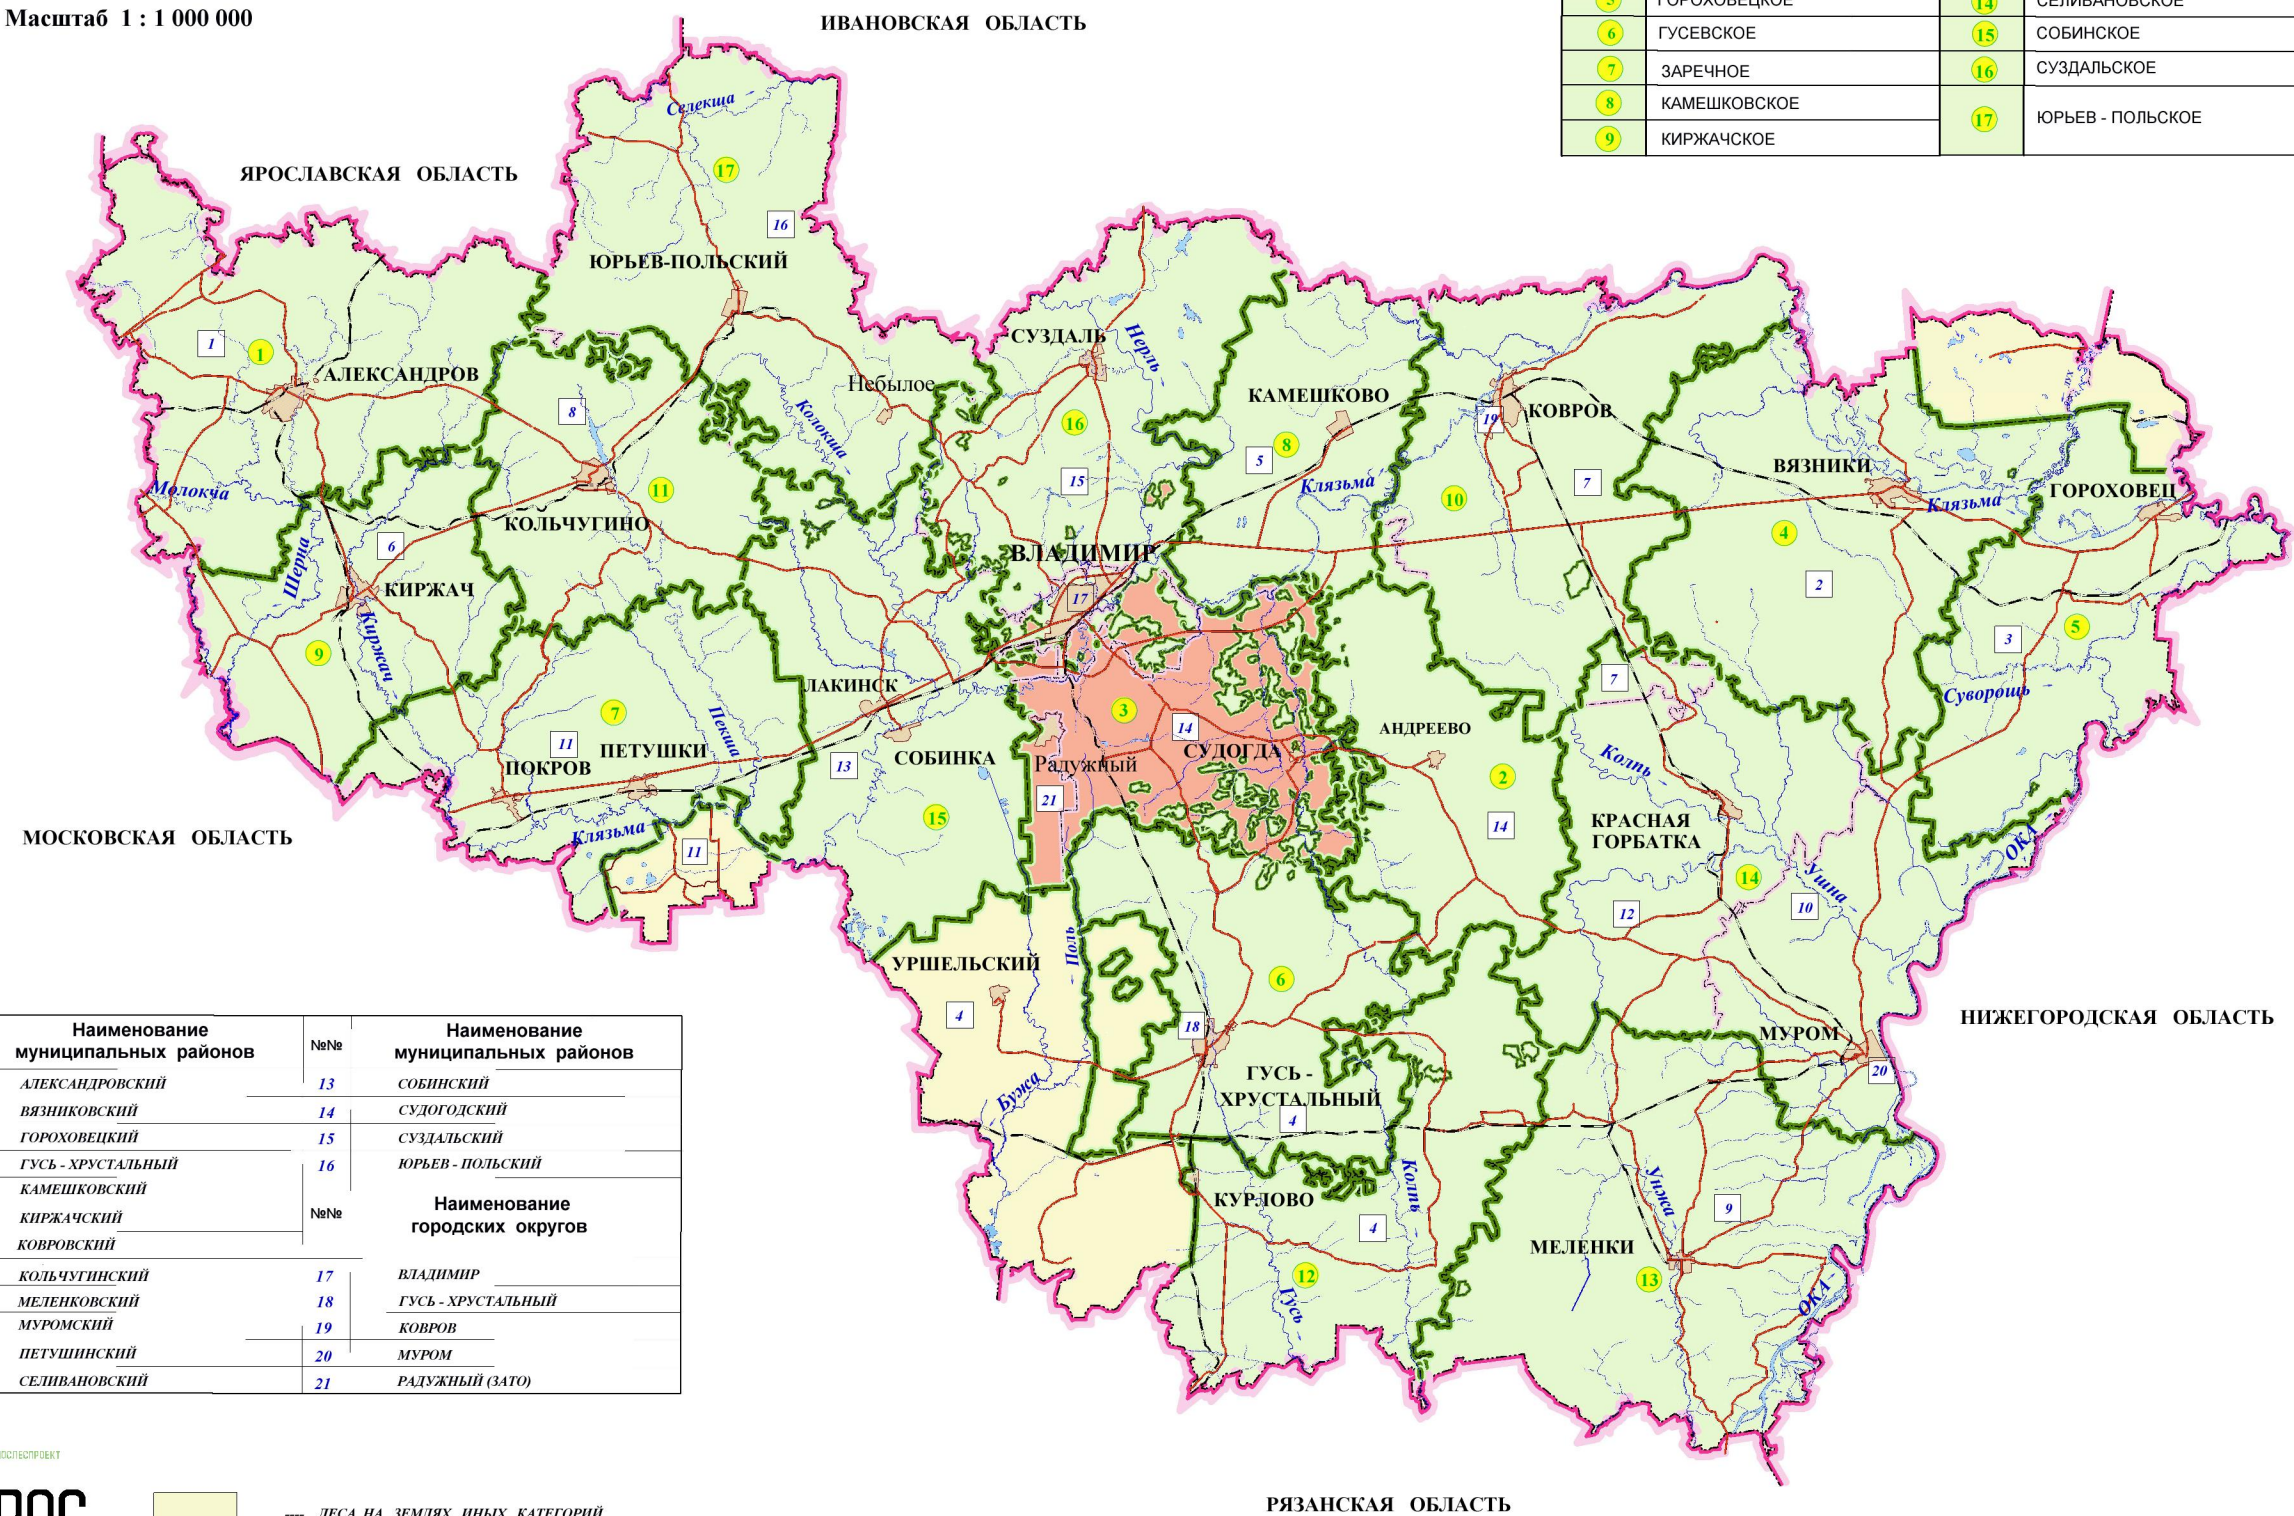 Масштаб 1 : 1 000 000
ИВАНОВСКАЯ ОБЛАСТЬ
5 ГОРОХОВЕЦКОЕ 14 СЕЛИВАНОВСКОЕ
6 ГУСЕВСКОЕ 15 СОБИНСКОЕ
7 ЗАРЕЧНОЕ 16 СУЗДАЛЬСКОЕ
8 КАМЕШКОВСКОЕ 17 ЮРЬЕВ - ПОЛЬСКОЕ
9 КИРЖАЧСКОЕ
Селекша
ЯРОСЛАВСКАЯ ОБЛАСТЬ
17
16
ЮРЬЕВ-ПОЛЬСКИЙ
1
1
АЛЕКСАНДРОВ
8
Небылое
Колокша
СУЗДАЛЬ
Нерль
16
15
КАМЕШКОВО
8
5
Клязьма
КОВРОВ
19
10
7
ВЯЗНИКИ
Клязьма
4
2
ГОРОХОВЕЦ
Лух
Молокча
11
КОЛЬЧУГИНО
6
Шерна
КИРЖАЧ
Киржач
9
ВЛАДИМИР
17
3
5
Суворощь
7
7
11
ПЕТУШКИ
ПОКРОВ
Пекша
ЛАКИНСК
13
СОБИНКА
15
3
14
СУДОГДА
Радужный
21
АНДРЕЕВО
2
14
Колпь
КРАСНАЯ
ГОРБАТКА
14
12
Ушна
10
ОКА
МОСКОВСКАЯ ОБЛАСТЬ
Клязьма
11
УРШЕЛЬСКИЙ
4
Поль
Бужа
6
18
ГУСЬ -
ХРУСТАЛЬНЫЙ
4
МУРОМ
20
НИЖЕГОРОДСКАЯ ОБЛАСТЬ
КУРЛОВО
4
Колпь
12
Гусь
Унжа
9
МЕЛЕНКИ
13
ОКА
РЯЗАНСКАЯ ОБЛАСТЬ
Наименование
муниципальных районов
№№
Наименование
муниципальных районов
АЛЕКСАНДРОВСКИЙ 13 СОБИНСКИЙ
ВЯЗНИКОВСКИЙ 14 СУДОГОДСКИЙ
ГОРОХОВЕЦКИЙ 15 СУЗДАЛЬСКИЙ
ГУСЬ - ХРУСТАЛЬНЫЙ 16 ЮРЬЕВ - ПОЛЬСКИЙ
КАМЕШКОВСКИЙ
КИРЖАЧСКИЙ
КОВРОВСКИЙ
№№
Наименование
городских округов
КОЛЬЧУГИНСКИЙ 17 ВЛАДИМИР
МЕЛЕНКОВСКИЙ 18 ГУСЬ - ХРУСТАЛЬНЫЙ
МУРОМСКИЙ 19 КОВРОВ
ПЕТУШИНСКИЙ 20 МУРОМ
СЕЛИВАНОВСКИЙ 21 РАДУЖНЫЙ (ЗАТО)
ЛЕСА НА ЗЕМЛЯХ ИНЫХ КАТЕГОРИЙ